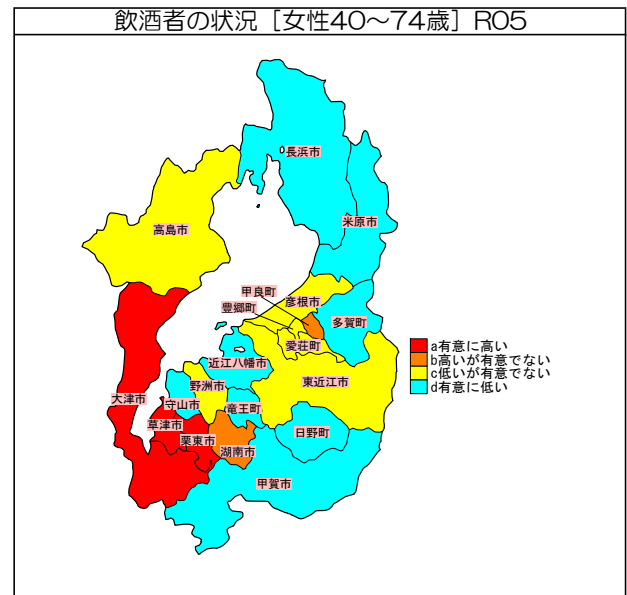 飲酒者の状況［女性40～74歳］R05
長浜市
米原市
高島市
甲良町
彦根市
豊郷町
多賀町
愛荘町
a有意に高い
b高いが有意でない
c低いが有意でない
d有意に低い
近江八幡市
東近江市
野洲市
大津市
守山市
竜王町
草津市
日野町
栗東市
湖南市
甲賀市